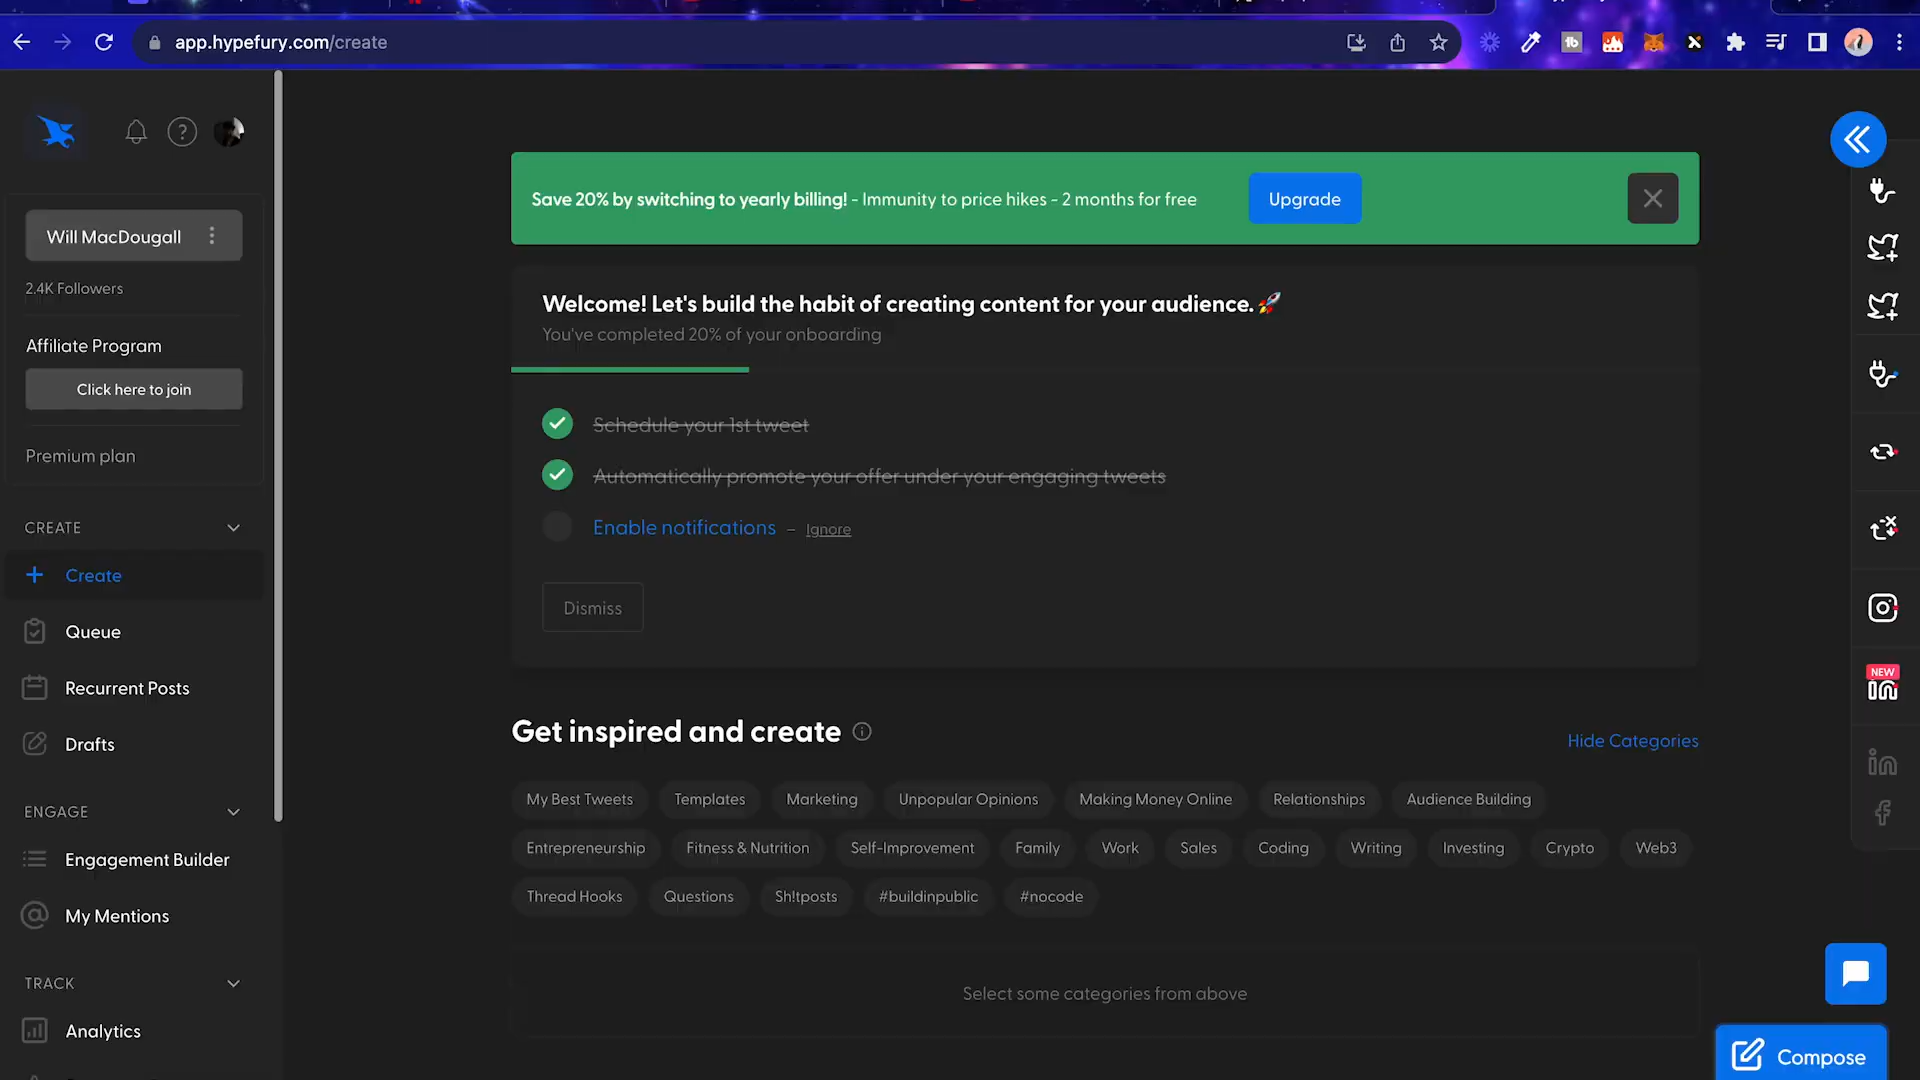 app.hypefury.com/create
Will MacDougall
2.4K Followers
Affiliate Program
Click here to join
Premium plan
CREATE
Create
Queue
Recurrent Posts
Drafts
ENGAGE
Engagement Builder
My Mentions
TRACK
Analytics
Save 20% by switching to yearly billing! - Immunity to price hikes - 2 months for free
Upgrade
Welcome! Let's build the habit of creating content for your audience. 🚀
You've completed 20% of your onboarding
Schedule your 1st tweet
Automatically promote your offer under your engaging tweets
Enable notifications – Ignore
Dismiss
Get inspired and create
Hide Categories
My Best Tweets Templates Marketing Unpopular Opinions Making Money Online Relationships Audience Building
Entrepreneurship Fitness & Nutrition Self-Improvement Family Work Sales Coding Writing Investing Crypto Web3
Thread Hooks Questions Sh!tposts #buildinpublic #nocode
Select some categories from above
NEW
Compose